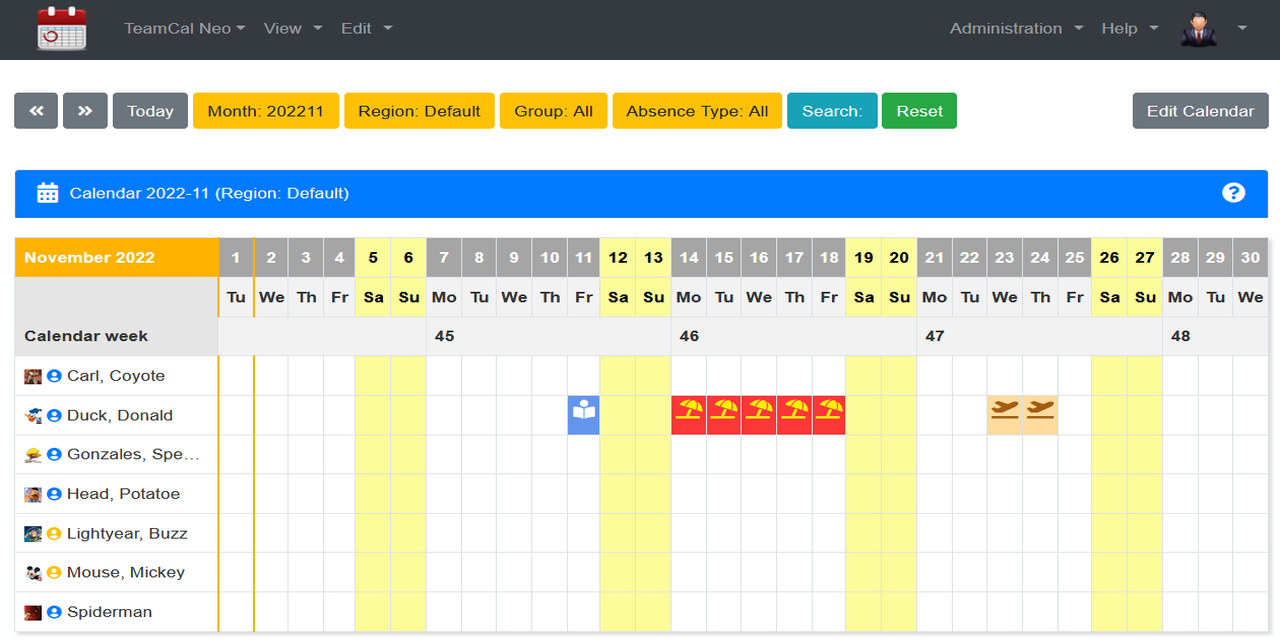 TeamCal Neo View Edit Administration Help
« » Today Month: 202211 Region: Default Group: All Absence Type: All Search: Reset Edit Calendar
Calendar 2022-11 (Region: Default) ?
November 2022 1 2 3 4 5 6 7 8 9 10 11 12 13 14 15 16 17 18 19 20 21 22 23 24 25 26 27 28 29 30
Tu We Th Fr Sa Su Mo Tu We Th Fr Sa Su Mo Tu We Th Fr Sa Su Mo Tu We Th Fr Sa Su Mo Tu We
Calendar week 45 46 47 48
Carl, Coyote
Duck, Donald
Gonzales, Spe...
Head, Potatoe
Lightyear, Buzz
Mouse, Mickey
Spiderman